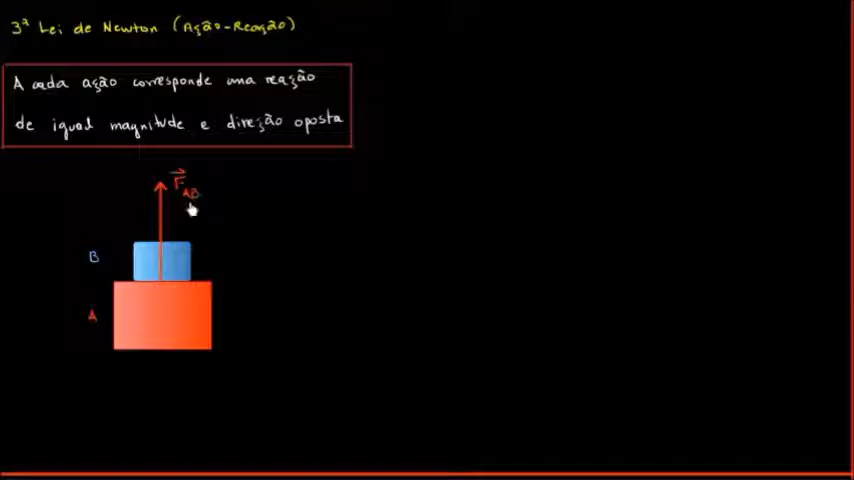 3ª Lei de Newton (Ação-Reação)
A cada ação corresponde uma reação
de igual magnitude e direção oposta
F AB
B
A